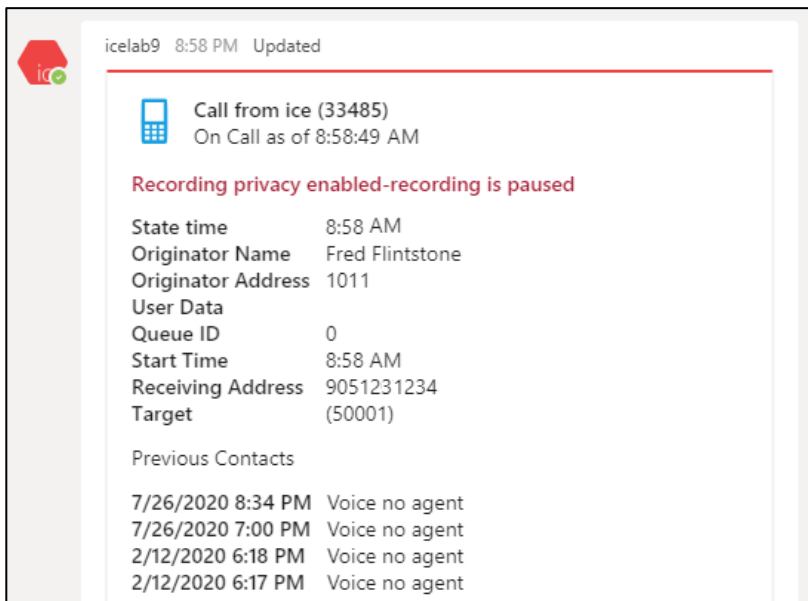 icelab9 8:58 PM Updated
ic
Call from ice (33485)
On Call as of 8:58:49 AM
Recording privacy enabled-recording is paused
State time 8:58 AM
Originator Name Fred Flintstone
Originator Address 1011
User Data
Queue ID 0
Start Time 8:58 AM
Receiving Address 9051231234
Target (50001)
Previous Contacts
7/26/2020 8:34 PM Voice no agent
7/26/2020 7:00 PM Voice no agent
2/12/2020 6:18 PM Voice no agent
2/12/2020 6:17 PM Voice no agent